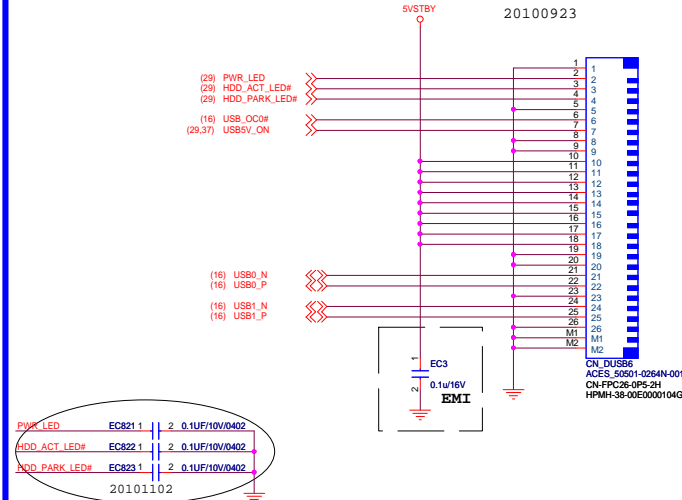 5VSTBY
20100923
(29) PWR_LED
(29) HDD_ACT_LED#
(29) HDD_PARK_LED#
(16) USB_OC0#
(29,37) USB5V_ON
(16) USB0_N
(16) USB0_P
(16) USB1_N
(16) USB1_P
1 1
2 2
3 3
4 4
5 5
6 6
7 7
8 8
9 9
10 10
11 11
12 12
13 13
14 14
15 15
16 16
17 17
18 18
19 19
20 20
21 21
22 22
23 23
24 24
25 25
26 26
M1 M1
M2 M2
CN_DUSB6
ACES_50501-0264N-001
CN-FPC26-0P5-2H
HPMH-38-00E0000104G
1
EC3
2
0.1u/16V
EMI
PWR_LED EC821 1 2 0.1UF/10V/0402
HDD_ACT_LED# EC822 1 2 0.1UF/10V/0402
HDD_PARK_LED# EC823 1 2 0.1UF/10V/0402
20101102